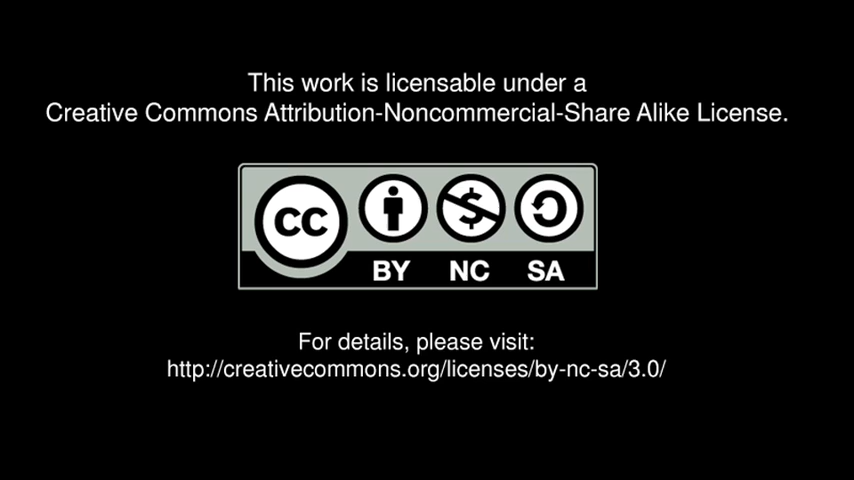 This work is licensable under a
Creative Commons Attribution-Noncommercial-Share Alike License.
CC
BY NC SA
For details, please visit:
http://creativecommons.org/licenses/by-nc-sa/3.0/